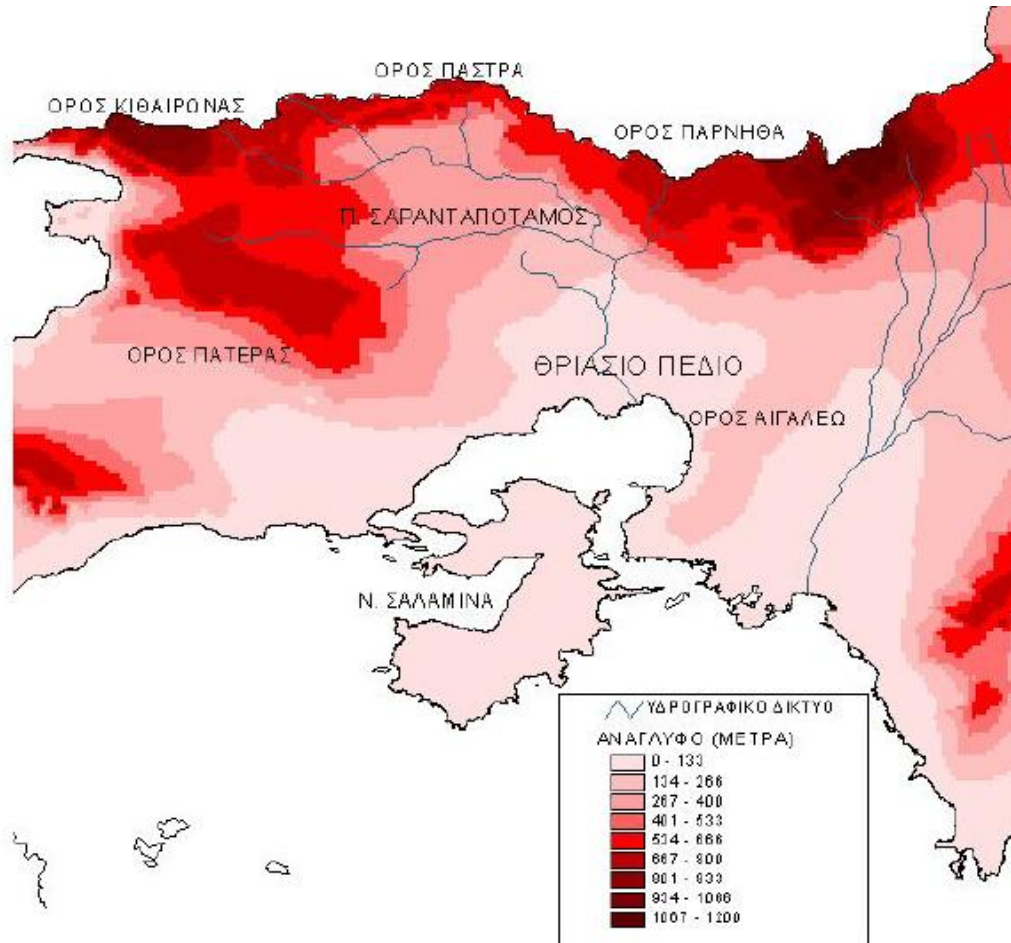 ΟΡΟΣ ΠΑΣΤΡΑ
ΟΡΟΣ ΚΙΘΑΙΡΩΝΑΣ
ΟΡΟΣ ΠΑΡΝΗΘΑ
Π. ΣΑΡΑΝΤΑΠΟΤΑΜΟΣ
ΟΡΟΣ ΠΑΤΕΡΑΣ
ΘΡΙΑΣΙΟ ΠΕΔΙΟ
ΟΡΟΣ ΑΙΓΑΛΕΩ
Ν. ΣΑΛΑΜΙΝΑ
ΥΔΡΟΓΡΑΦΙΚΟ ΔΙΚΤΥΟ
ΑΝΑΓΛΥΦΟ (ΜΕΤΡΑ)
0 - 133
134 - 266
267 - 400
401 - 533
534 - 666
667 - 800
801 - 933
934 - 1066
1067 - 1200